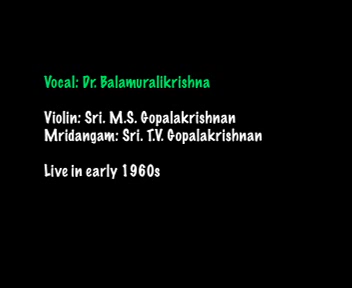 Vocal: Dr. Balamuralikrishna
Violin: Sri. M.S. Gopalakrishnan
Mridangam: Sri. T.V. Gopalakrishnan
Live in early 1960s